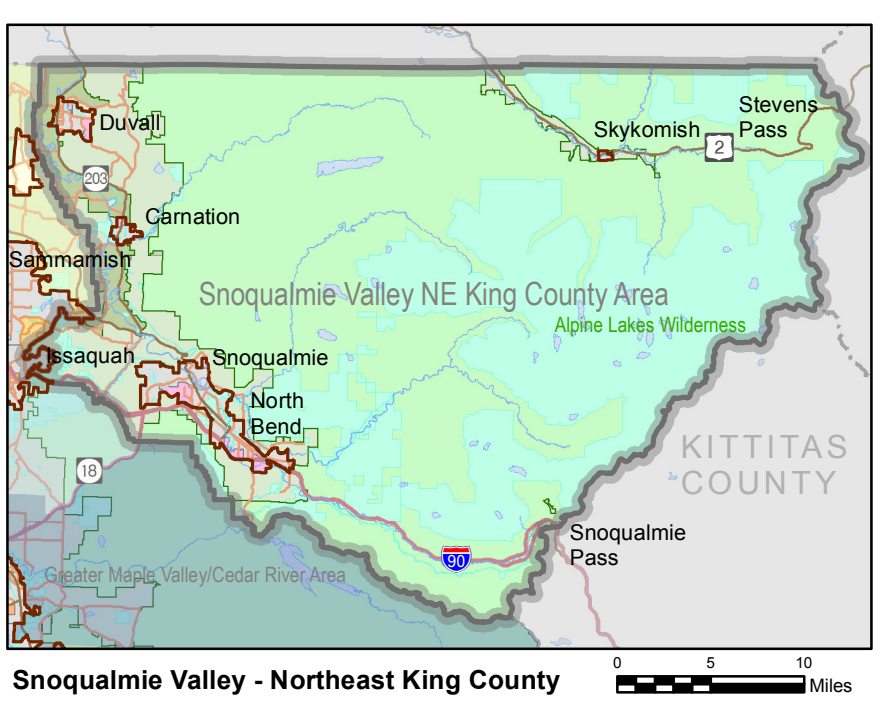 Stevens
Pass
Duvall
Skykomish
2
203
Carnation
Sammamish
Snoqualmie Valley NE King County Area
Alpine Lakes Wilderness
Issaquah
Snoqualmie
North
Bend
KITTITAS
COUNTY
18
Snoqualmie
Pass
90
Greater Maple Valley/Cedar River Area
Snoqualmie Valley - Northeast King County
0 5 10
Miles